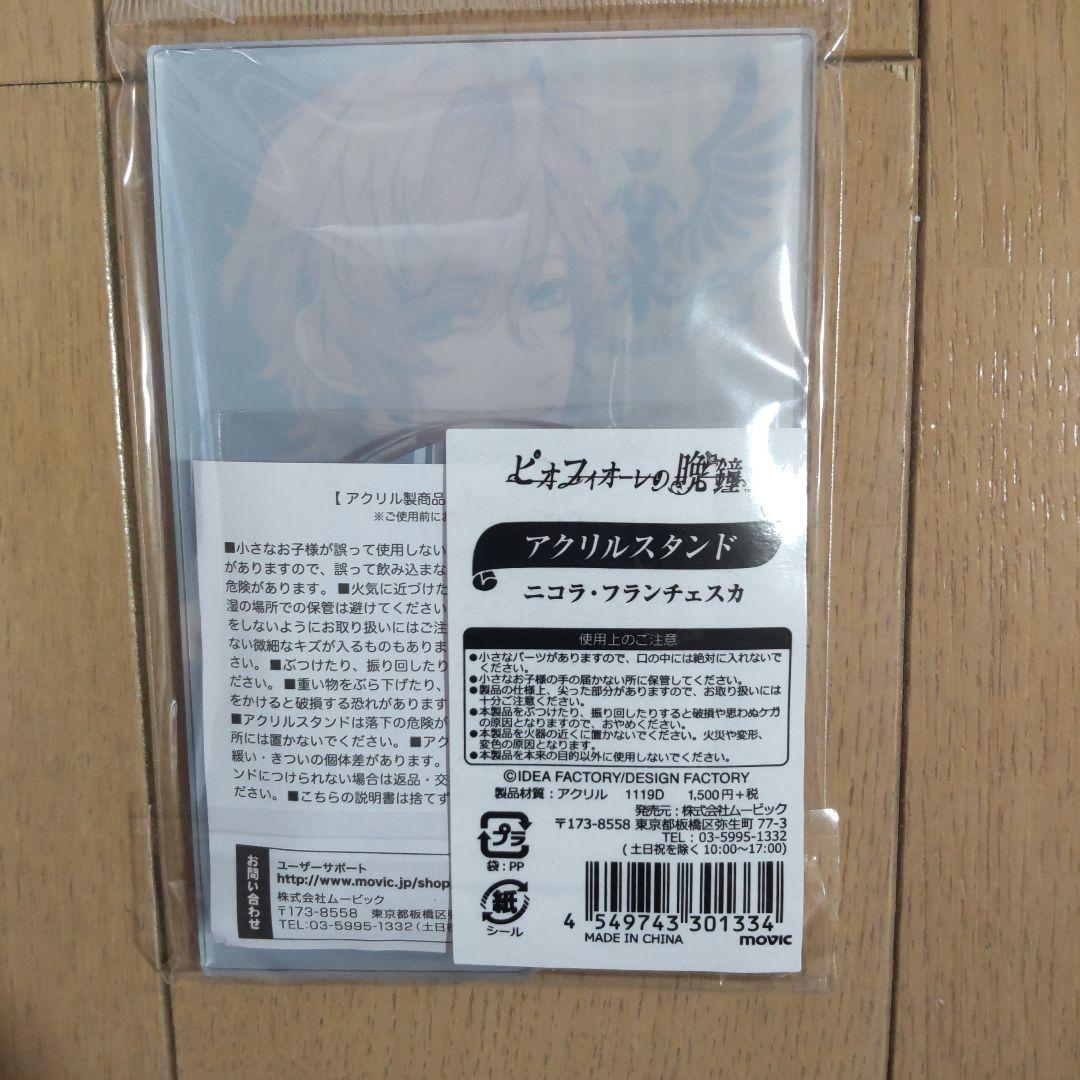 【 アクリル製商品
※ご使用前にお
■小さなお子様が誤って使用しない
がありますので、誤って飲み込まな
危険があります。 ■火気に近づけた
湿の場所での保管は避けてください
をしないようにお取り扱いにはご注
ない微細なキズが入るものもありま
さい。■ぶつけたり、振り回したり
ださい。■重い物をぶら下げたり、
をかけると破損する恐れがあります
■アクリルスタンドは落下の危険が
所には置かないでください。 ■アク
緩い・きついの個体差があります。
ンドにつけられない場合は返品・交
ださい。■こちらの説明書は捨てず
お問い合わせ
ユーザーサポート
http://www.movic.jp/shop
株式会社ムービック
〒173-8558 東京都板橋区弥
TEL:03-5995-1332 (土日祝
ピオフィオーレの晩鐘
アクリルスタンド
ニコラ・フランチェスカ
使用上のご注意
●小さなパーツがありますので、口の中には絶対に入れないで
ください。
●小さなお子様の手の届かない所に保管してください。
●製品の仕様上、尖った部分がありますので、お取り扱いには
十分ご注意ください。
●本製品をぶつけたり、振り回したりすると破損や思わぬケガ
の原因となりますので、おやめください。
●本製品を火器の近くに置かないでください。火災や変形、
変色の原因となります。
●本製品を本来の目的以外に使用しないでください。
©IDEA FACTORY/DESIGN FACTORY
製品材質:アクリル 1119D 1,500円+税
発売元:株式会社ムービック
〒173-8558 東京都板橋区弥生町 77-3
TEL:03-5995-1332
(土日祝を除く 10:00~17:00)
プラ
袋:PP
紙
シール
4 549743 301334
MADE IN CHINA
movic